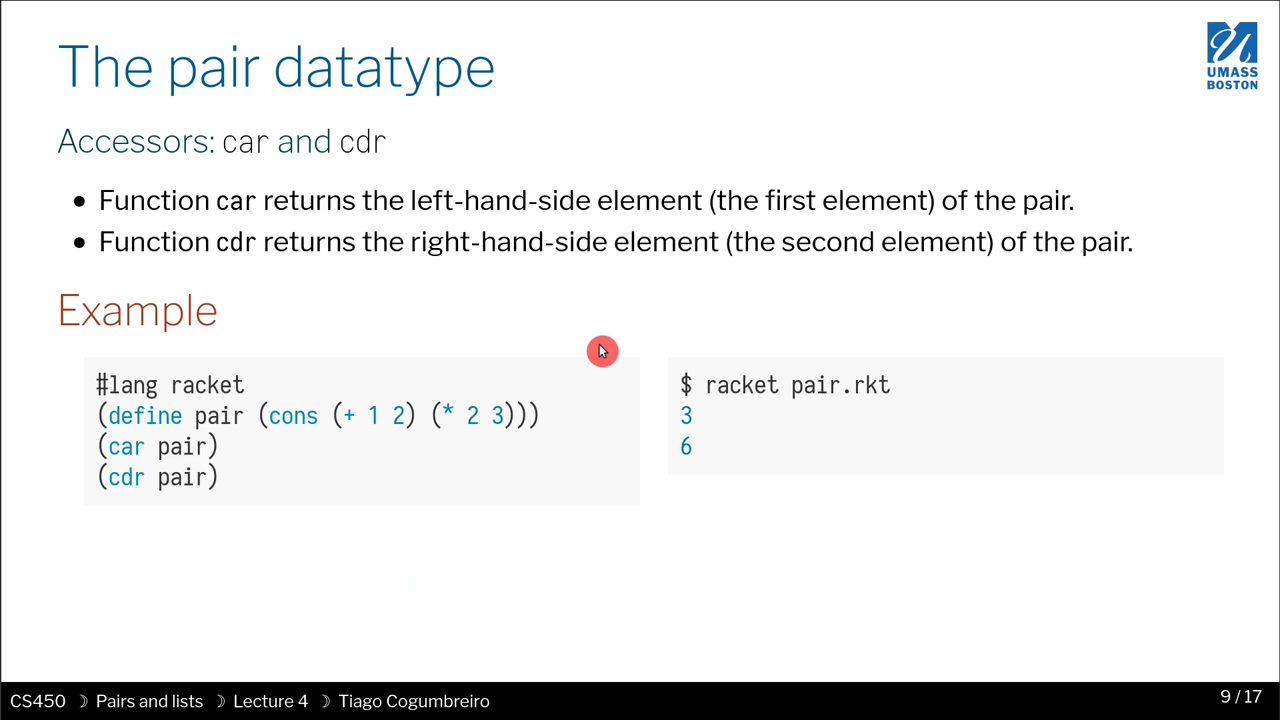 The pair datatype
UMASS
BOSTON
Accessors: car and cdr
● Function car returns the left-hand-side element (the first element) of the pair.
● Function cdr returns the right-hand-side element (the second element) of the pair.
Example
#lang racket
(define pair (cons (+ 1 2) (* 2 3)))
(car pair)
(cdr pair)
$ racket pair.rkt
3
6
CS450 ☽ Pairs and lists ☽ Lecture 4 ☽ Tiago Cogumbreiro
9 / 17